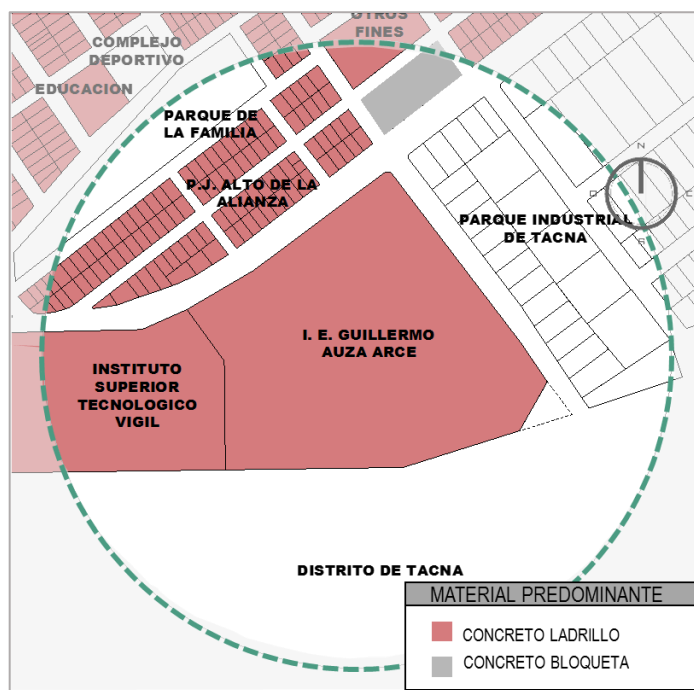 OTROS
FINES
COMPLEJO
DEPORTIVO
EDUCACION
PARQUE DE
LA FAMILIA
P.J. ALTO DE LA
ALIANZA
N
O
E
S
PARQUE INDUSTRIAL
DE TACNA
I. E. GUILLERMO
AUZA ARCE
INSTITUTO
SUPERIOR
TECNOLOGICO
VIGIL
DISTRITO DE TACNA
MATERIAL PREDOMINANTE
CONCRETO LADRILLO
CONCRETO BLOQUETA